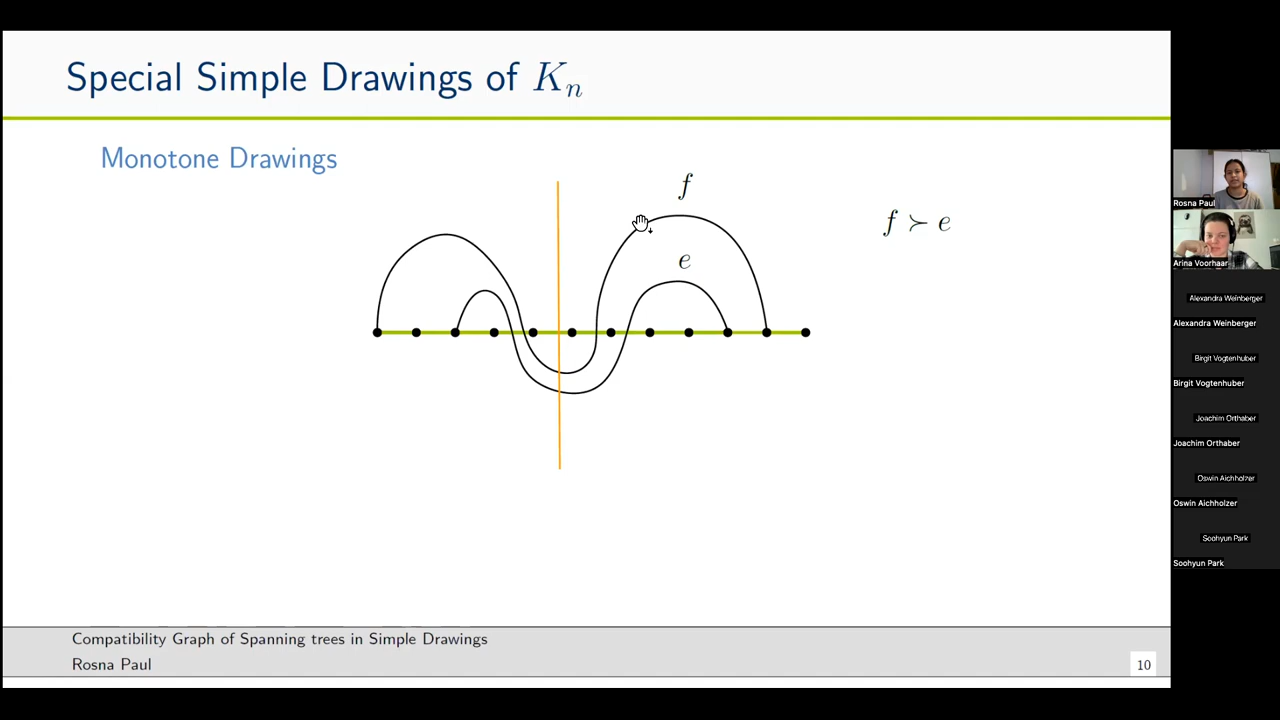 Special Simple Drawings of Kn
Monotone Drawings
f
f ≻ e
e
Compatibility Graph of Spanning trees in Simple Drawings
Rosna Paul
10
Rosna Paul
Arina Voorhaar
Alexandra Weinberger
Alexandra Weinberger
Birgit Vogtenhuber
Birgit Vogtenhuber
Joachim Orthaber
Joachim Orthaber
Oswin Aichholzer
Oswin Aichholzer
Soohyun Park
Soohyun Park